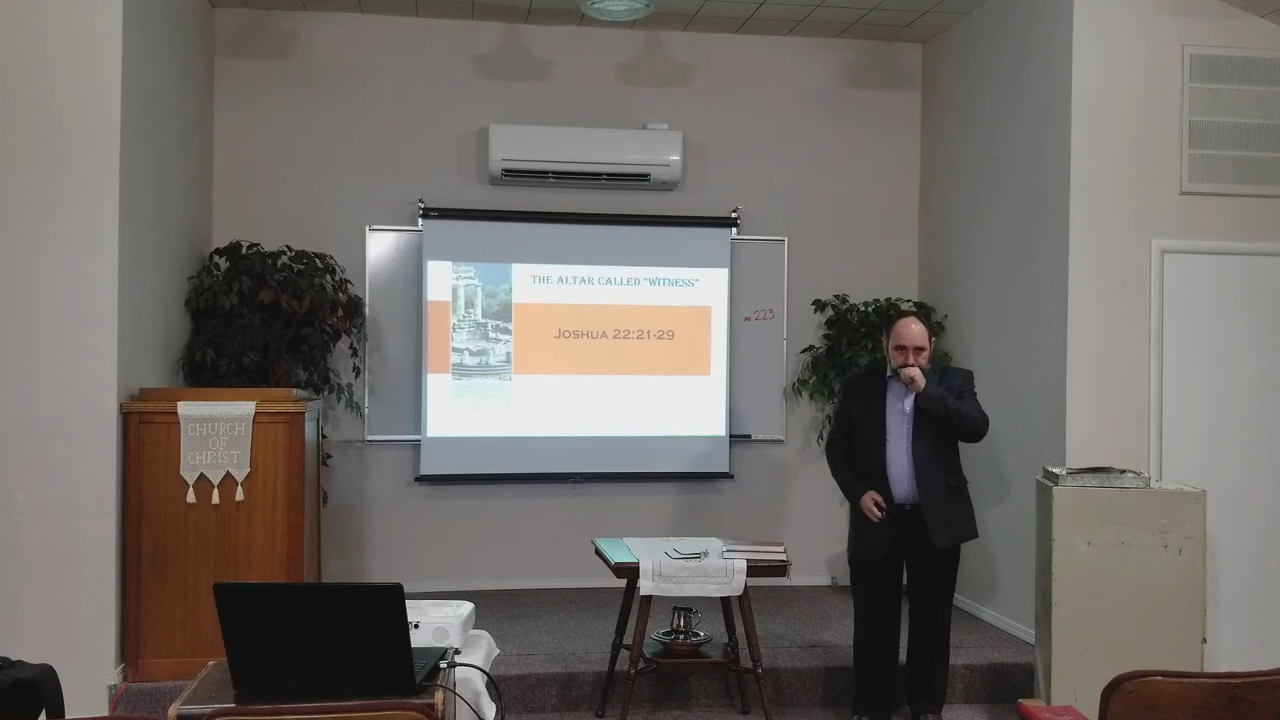 THE ALTAR CALLED "WITNESS"
JOSHUA 22:21-29
223
CHURCH
OF
CHRIST